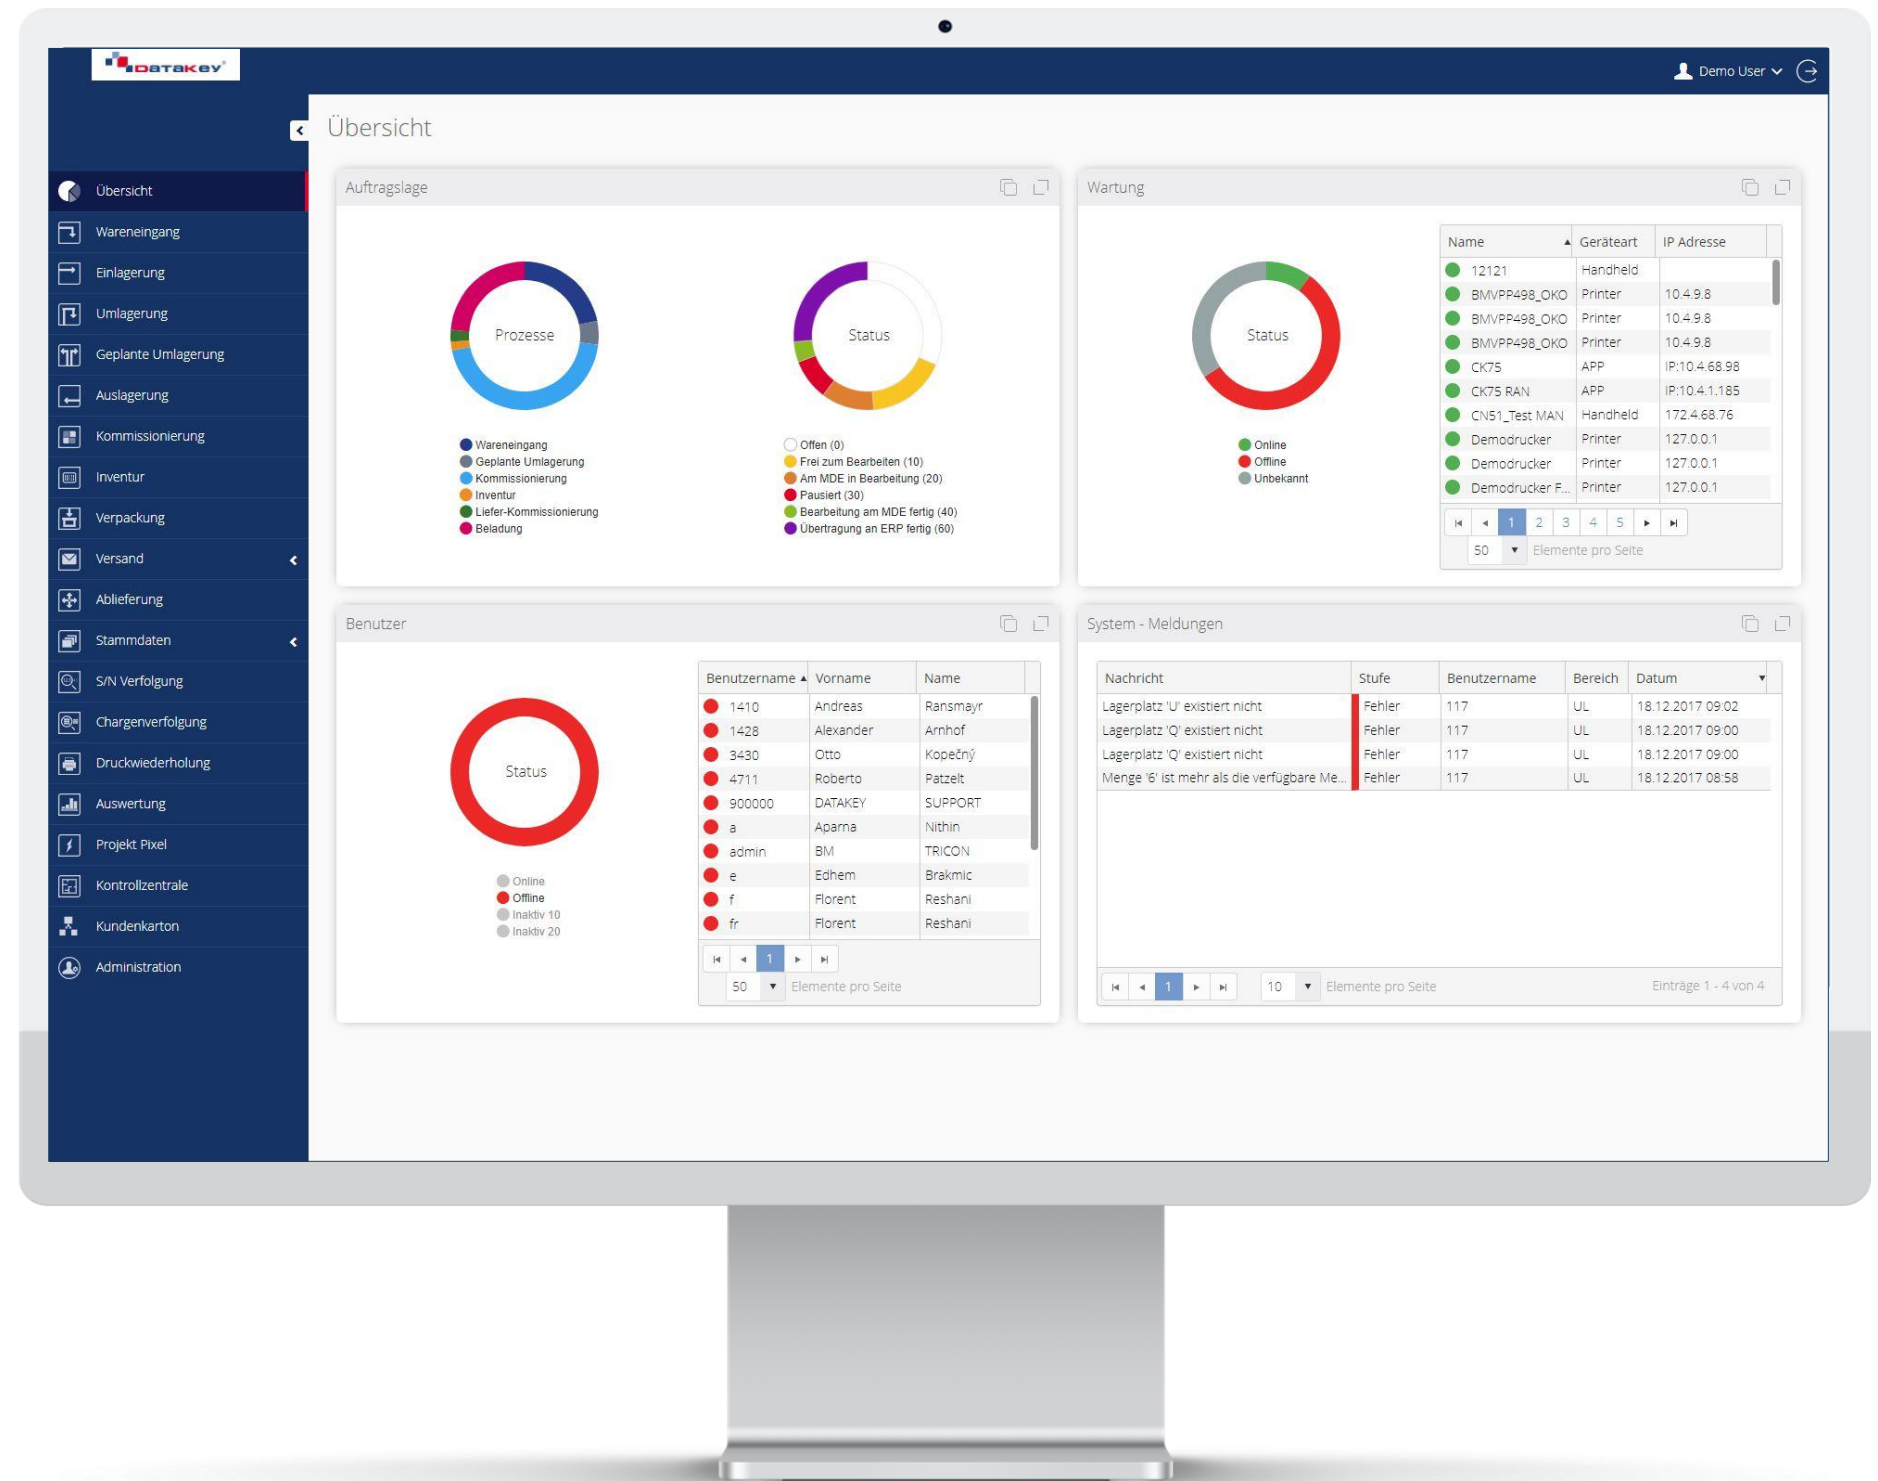 DATAKEY
Demo User
Übersicht
Übersicht
Wareneingang
Einlagerung
Umlagerung
Geplante Umlagerung
Auslagerung
Kommissionierung
Inventur
Verpackung
Versand
Ablieferung
Stammdaten
S/N Verfolgung
Chargenverfolgung
Druckwiederholung
Auswertung
Projekt Pixel
Kontrollzentrale
Kundenkarton
Administration
Auftragslage
Prozesse
Wareneingang
Geplante Umlagerung
Kommissionierung
Inventur
Liefer-Kommissionierung
Beladung
Status
Offen (0)
Frei zum Bearbeiten (10)
Am MDE in Bearbeitung (20)
Pausiert (30)
Bearbeitung am MDE fertig (40)
Übertragung an ERP fertig (60)
Wartung
Status
Online
Offline
Unbekannt
Name Geräteart IP Adresse
12121 Handheld
BMVPP498_OKO Printer 10.4.9.8
BMVPP498_OKO Printer 10.4.9.8
BMVPP498_OKO Printer 10.4.9.8
CK75 APP IP:10.4.68.98
CK75 RAN APP IP:10.4.1.185
CN51_Test MAN Handheld 172.4.68.76
Demodrucker Printer 127.0.0.1
Demodrucker Printer 127.0.0.1
Demodrucker F... Printer 127.0.0.1
1 2 3 4 5
50 Elemente pro Seite
Benutzer
Status
Online
Offline
Inaktiv 10
Inaktiv 20
Benutzername Vorname Name
1410 Andreas Ransmayr
1428 Alexander Arnhof
3430 Otto Kopečný
4711 Roberto Patzelt
900000 DATAKEY SUPPORT
a Aparna Nithin
admin BM TRICON
e Edhem Brakmic
f Florent Reshani
fr Florent Reshani
1
50 Elemente pro Seite
System - Meldungen
Nachricht Stufe Benutzername Bereich Datum
Lagerplatz 'U' existiert nicht Fehler 117 UL 18.12.2017 09:02
Lagerplatz 'Q' existiert nicht Fehler 117 UL 18.12.2017 09:00
Lagerplatz 'Q' existiert nicht Fehler 117 UL 18.12.2017 09:00
Menge '6' ist mehr als die verfügbare Me... Fehler 117 UL 18.12.2017 08:58
1 10 Elemente pro Seite Einträge 1 - 4 von 4